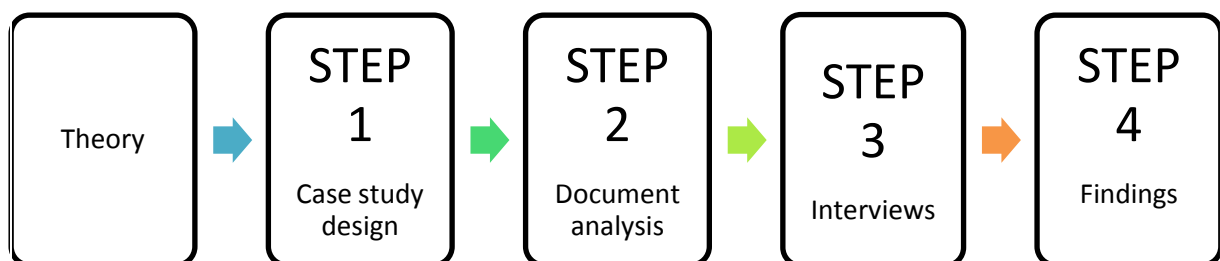 Theory
STEP
1
Case study
design
STEP
2
Document
analysis
STEP
3
Interviews
STEP
4
Findings